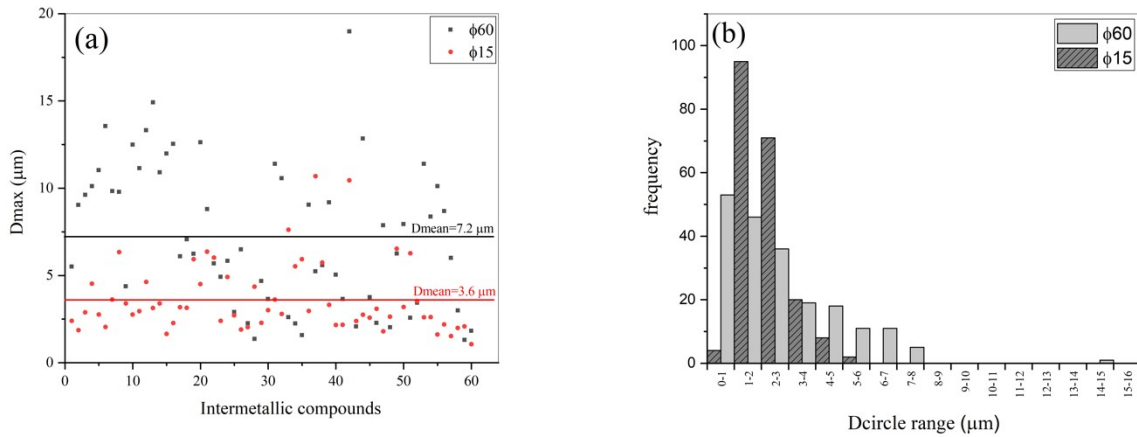 (a)
ϕ60
ϕ15
20
15
10
5
0
Dmax (µm)
Dmean=7.2 µm
Dmean=3.6 µm
0 10 20 30 40 50 60
Intermetallic compounds
(b)
ϕ60
ϕ15
100
80
60
40
20
0
frequency
0-1 1-2 2-3 3-4 4-5 5-6 6-7 7-8 8-9 9-10 10-11 11-12 12-13 13-14 14-15 15-16
Dcircle range (µm)